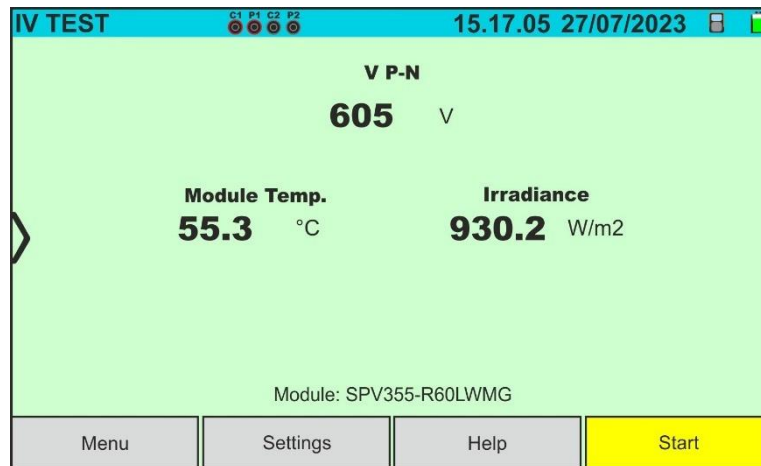 IV TEST C1 P1 C2 P2 15.17.05 27/07/2023
V P-N
605 V
Module Temp. Irradiance
55.3 °C 930.2 W/m2
Module: SPV355-R60LWMG
Menu Settings Help Start